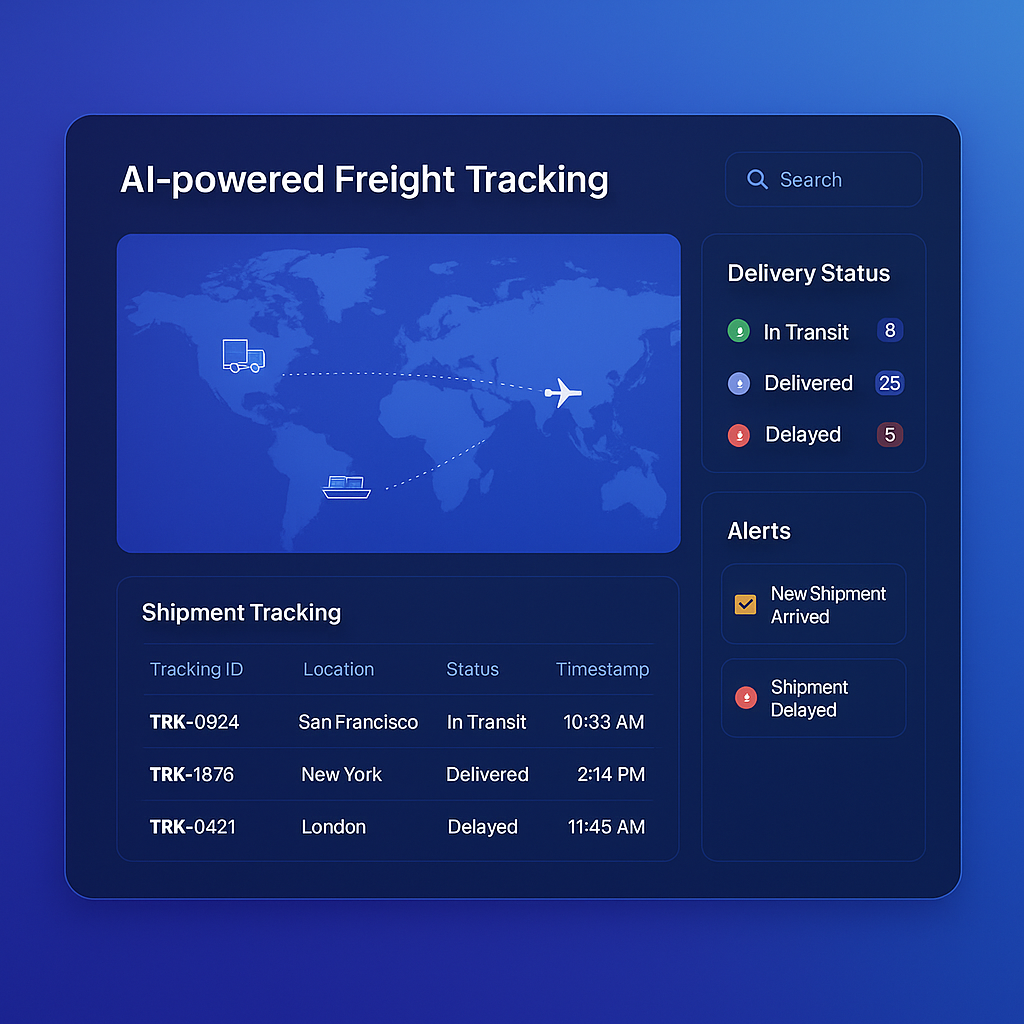 AI-powered Freight Tracking
Search
Delivery Status
In Transit 8
Delivered 25
Delayed 5
Alerts
New Shipment
Arrived
Shipment
Delayed
Shipment Tracking
Tracking ID Location Status Timestamp
TRK-0924 San Francisco In Transit 10:33 AM
TRK-1876 New York Delivered 2:14 PM
TRK-0421 London Delayed 11:45 AM